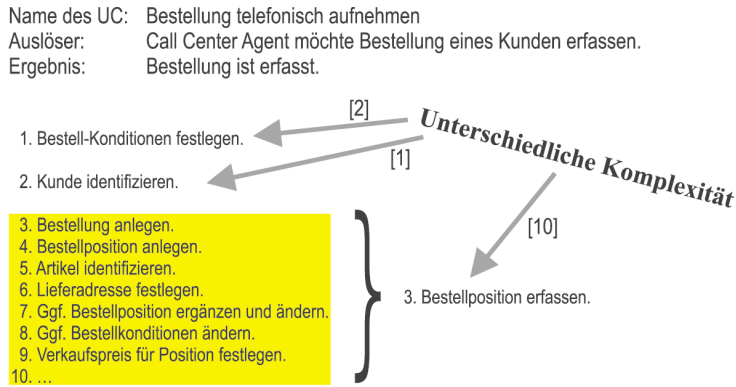 Name des UC: Bestellung telefonisch aufnehmen
Auslöser: Call Center Agent möchte Bestellung eines Kunden erfassen.
Ergebnis: Bestellung ist erfasst.
[2]
Unterschiedliche Komplexität
1. Bestell-Konditionen festlegen.
[1]
2. Kunde identifizieren.
3. Bestellung anlegen.
4. Bestellposition anlegen.
5. Artikel identifizieren.
6. Lieferadresse festlegen.
7. Ggf. Bestellposition ergänzen und ändern.
8. Ggf. Bestellkonditionen ändern.
9. Verkaufspreis für Position festlegen.
10. ...
[10]
3. Bestellposition erfassen.